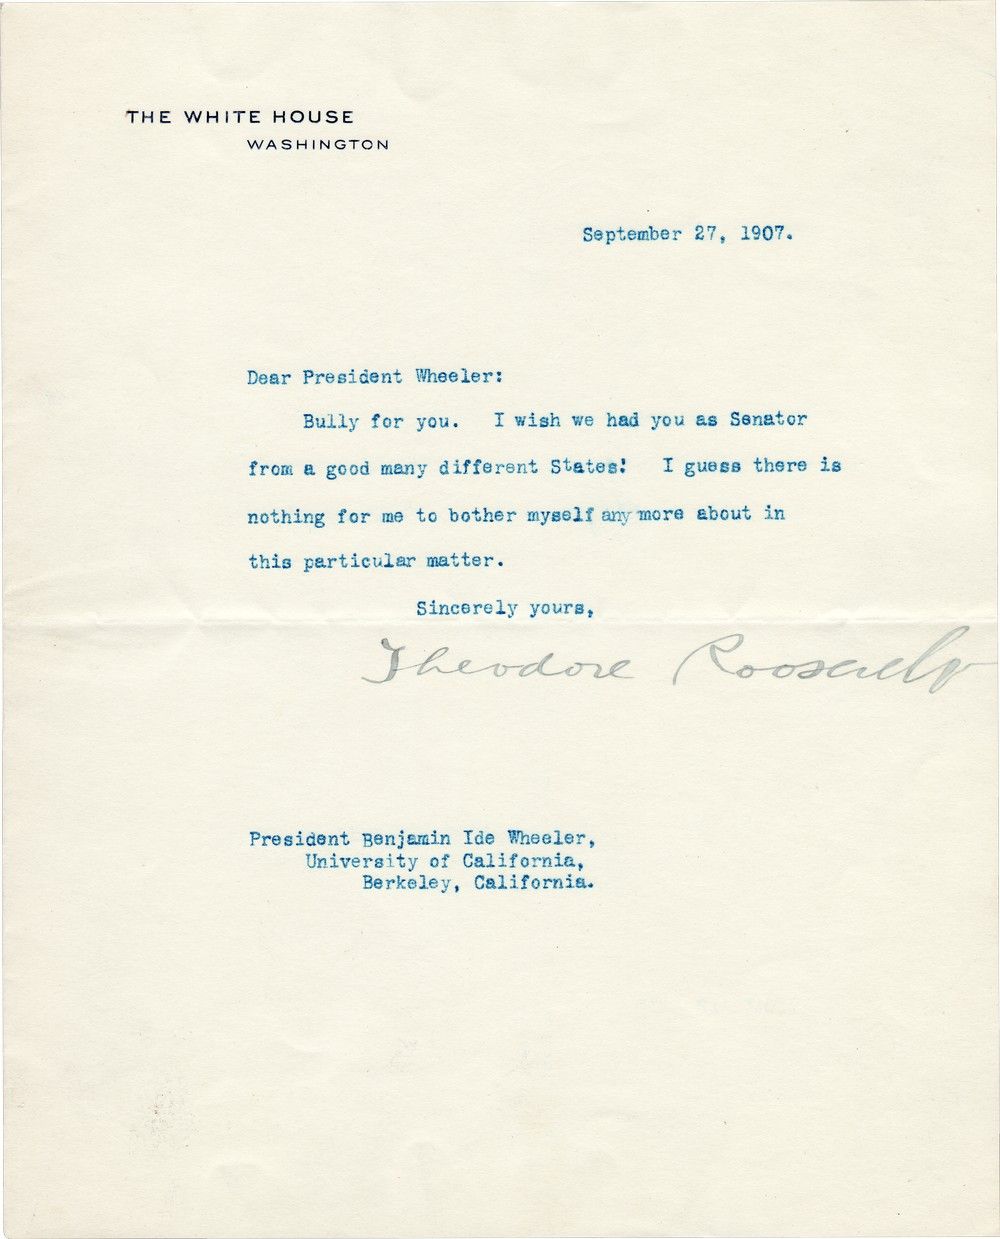 THE WHITE HOUSE
WASHINGTON
September 27, 1907.
Dear President Wheeler:
Bully for you. I wish we had you as Senator
from a good many different States! I guess there is
nothing for me to bother myself any more about in
this particular matter.
Sincerely yours,
Theodore Roosevelt
President Benjamin Ide Wheeler,
University of California,
Berkeley, California.